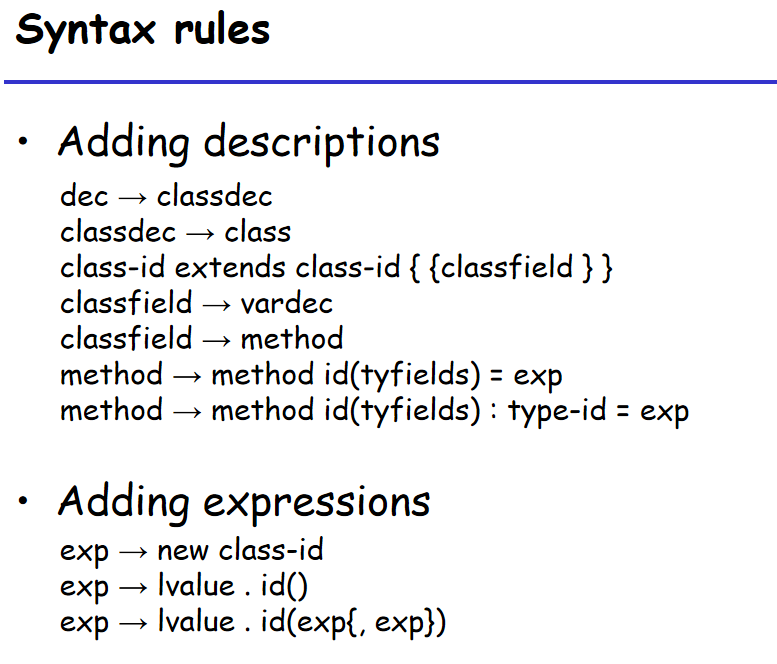 Syntax rules
• Adding descriptions
dec → classdec
classdec → class
class-id extends class-id { {classfield } }
classfield → vardec
classfield → method
method → method id(tyfields) = exp
method → method id(tyfields) : type-id = exp
• Adding expressions
exp → new class-id
exp → lvalue . id()
exp → lvalue . id(exp{, exp})